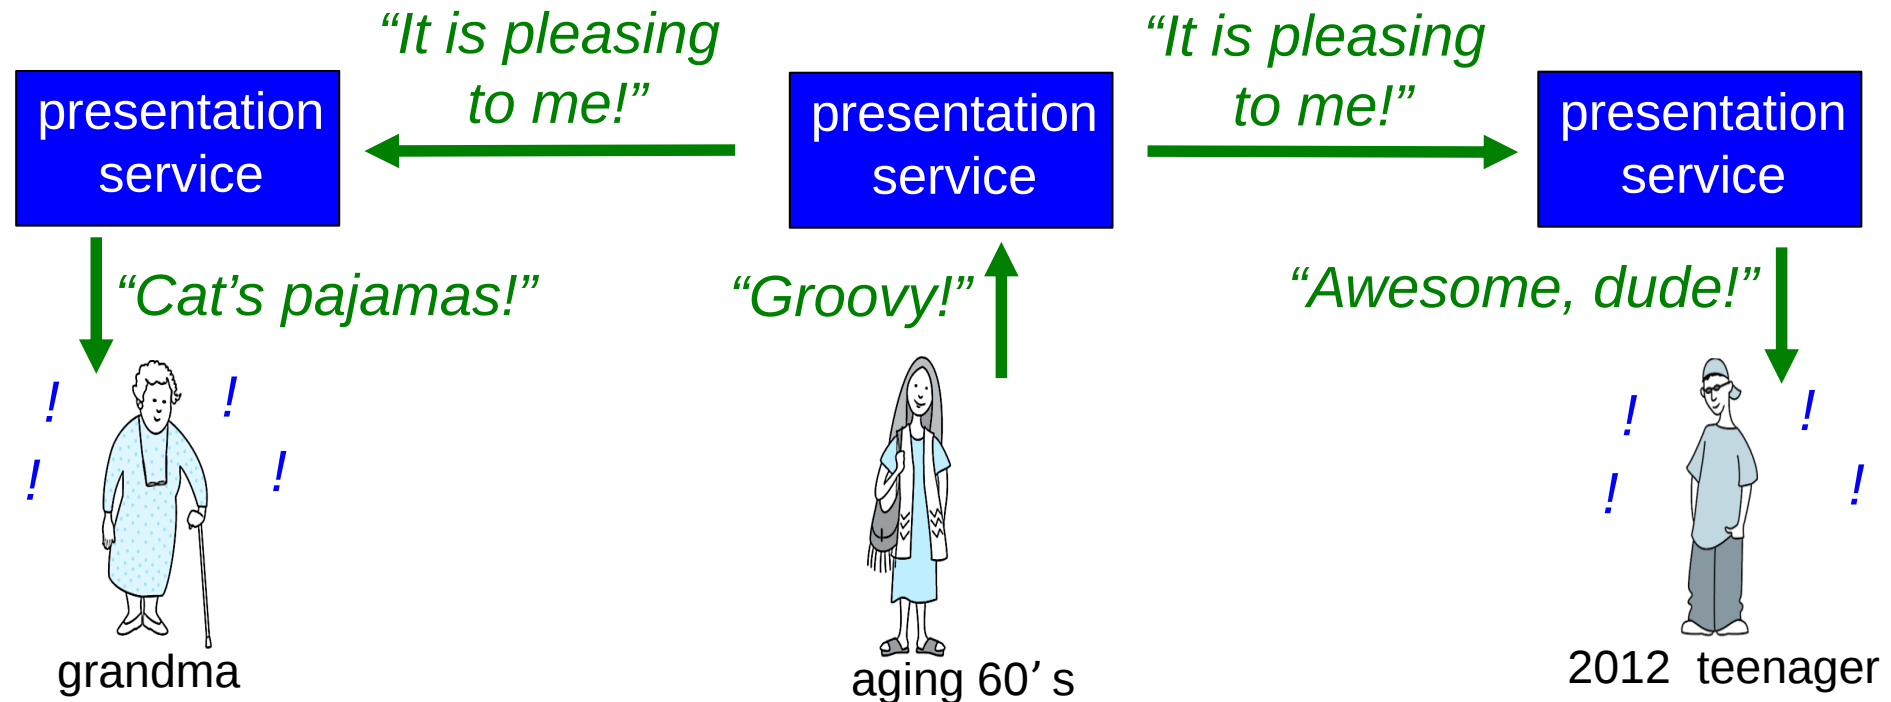 “It is pleasing
to me!”
“It is pleasing
to me!”
presentation
service
presentation
service
presentation
service
“Cat’s pajamas!”
“Groovy!”
“Awesome, dude!”
!
!
!
!
!
!
!
!
grandma
aging 60’ s
2012 teenager